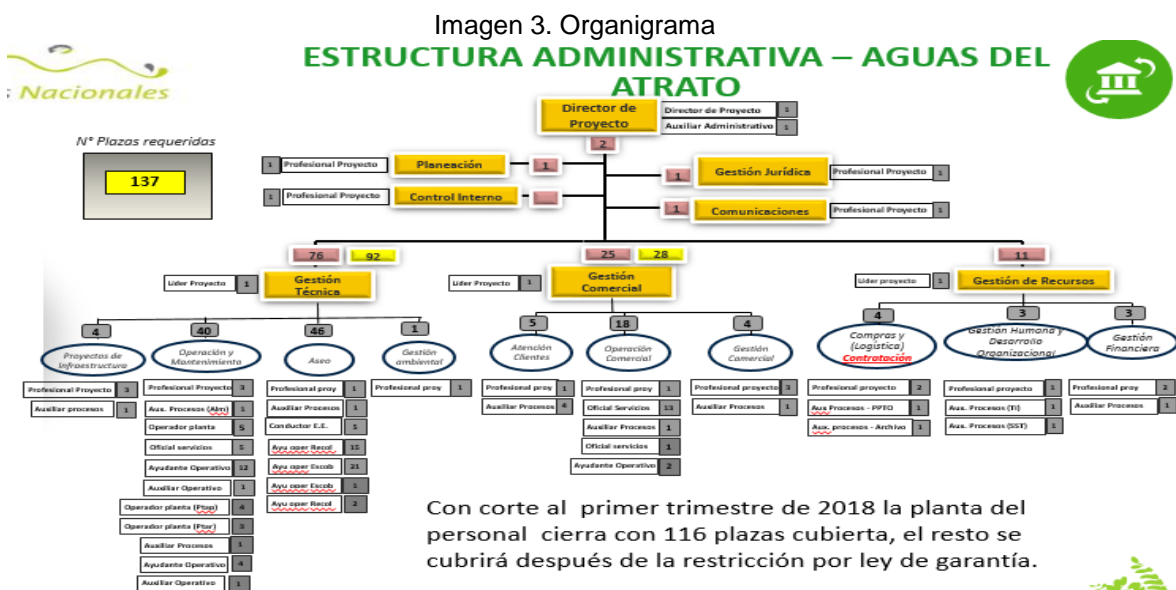 Imagen 3. Organigrama
ESTRUCTURA ADMINISTRATIVA – AGUAS DEL
ATRATO
s Nacionales
N° Plazas requeridas
137
Director de
Proyecto
2
Director de Proyecto 1
Auxiliar Administrativo 1
1 Profesional Proyecto
Planeación
1
1 Profesional Proyecto
Control Interno
1
Gestión Jurídica
Profesional Proyecto 1
1
Comunicaciones
Profesional Proyecto 1
76
92
Lider Proyecto 1
Gestión
Técnica
25
28
Lider Proyecto 1
Gestión
Comercial
11
Lider proyecto 1
Gestión de Recursos
4
Proyectos de
Infraestructura
Profesional Proyecto 3
Auxiliar procesos 1
40
Operación y
Mantenimiento
Profesional Proyecto 3
Aux. Procesos (Alm) 1
Operador planta 5
Oficial servicios 5
Ayudante Operativo 12
Auxiliar Operativo 1
Operador planta (Ptap) 4
Operador planta (Ptar) 3
Auxiliar Procesos 1
Ayudante Operativo 4
Auxiliar Operativo 1
46
Aseo
Profesional proy 1
Auxiliar Procesos 1
Conductor E.E. 5
Ayu oper Recol 15
Ayu oper Escob 21
Ayu oper Escob 1
Ayu oper Recol 2
1
Gestión
ambiental
Profesional proy 1
5
Atención
Clientes
Profesional proy 1
Auxiliar Procesos 4
18
Operación
Comercial
Profesional proy 1
Oficial Servicios 13
Auxiliar Procesos 1
Oficial servicios 1
Ayudante Operativo 2
4
Gestión
Comercial
Profesional proyecto 3
Auxiliar Procesos 1
4
Compras y
(Logística)
Contratación
Profesional proyecto 2
Aux Procesos - PPTO 1
Aux. procesos - Archivo 1
3
Gestión Humana y
Desarrollo
Organizacional
Profesional proyecto 1
Aux. Procesos (TI) 1
Aux. Procesos (SST) 1
3
Gestión
Financiera
Profesional proy 2
Auxiliar Procesos 1
Con corte al primer trimestre de 2018 la planta del
personal cierra con 116 plazas cubierta, el resto se
cubrirá después de la restricción por ley de garantía.